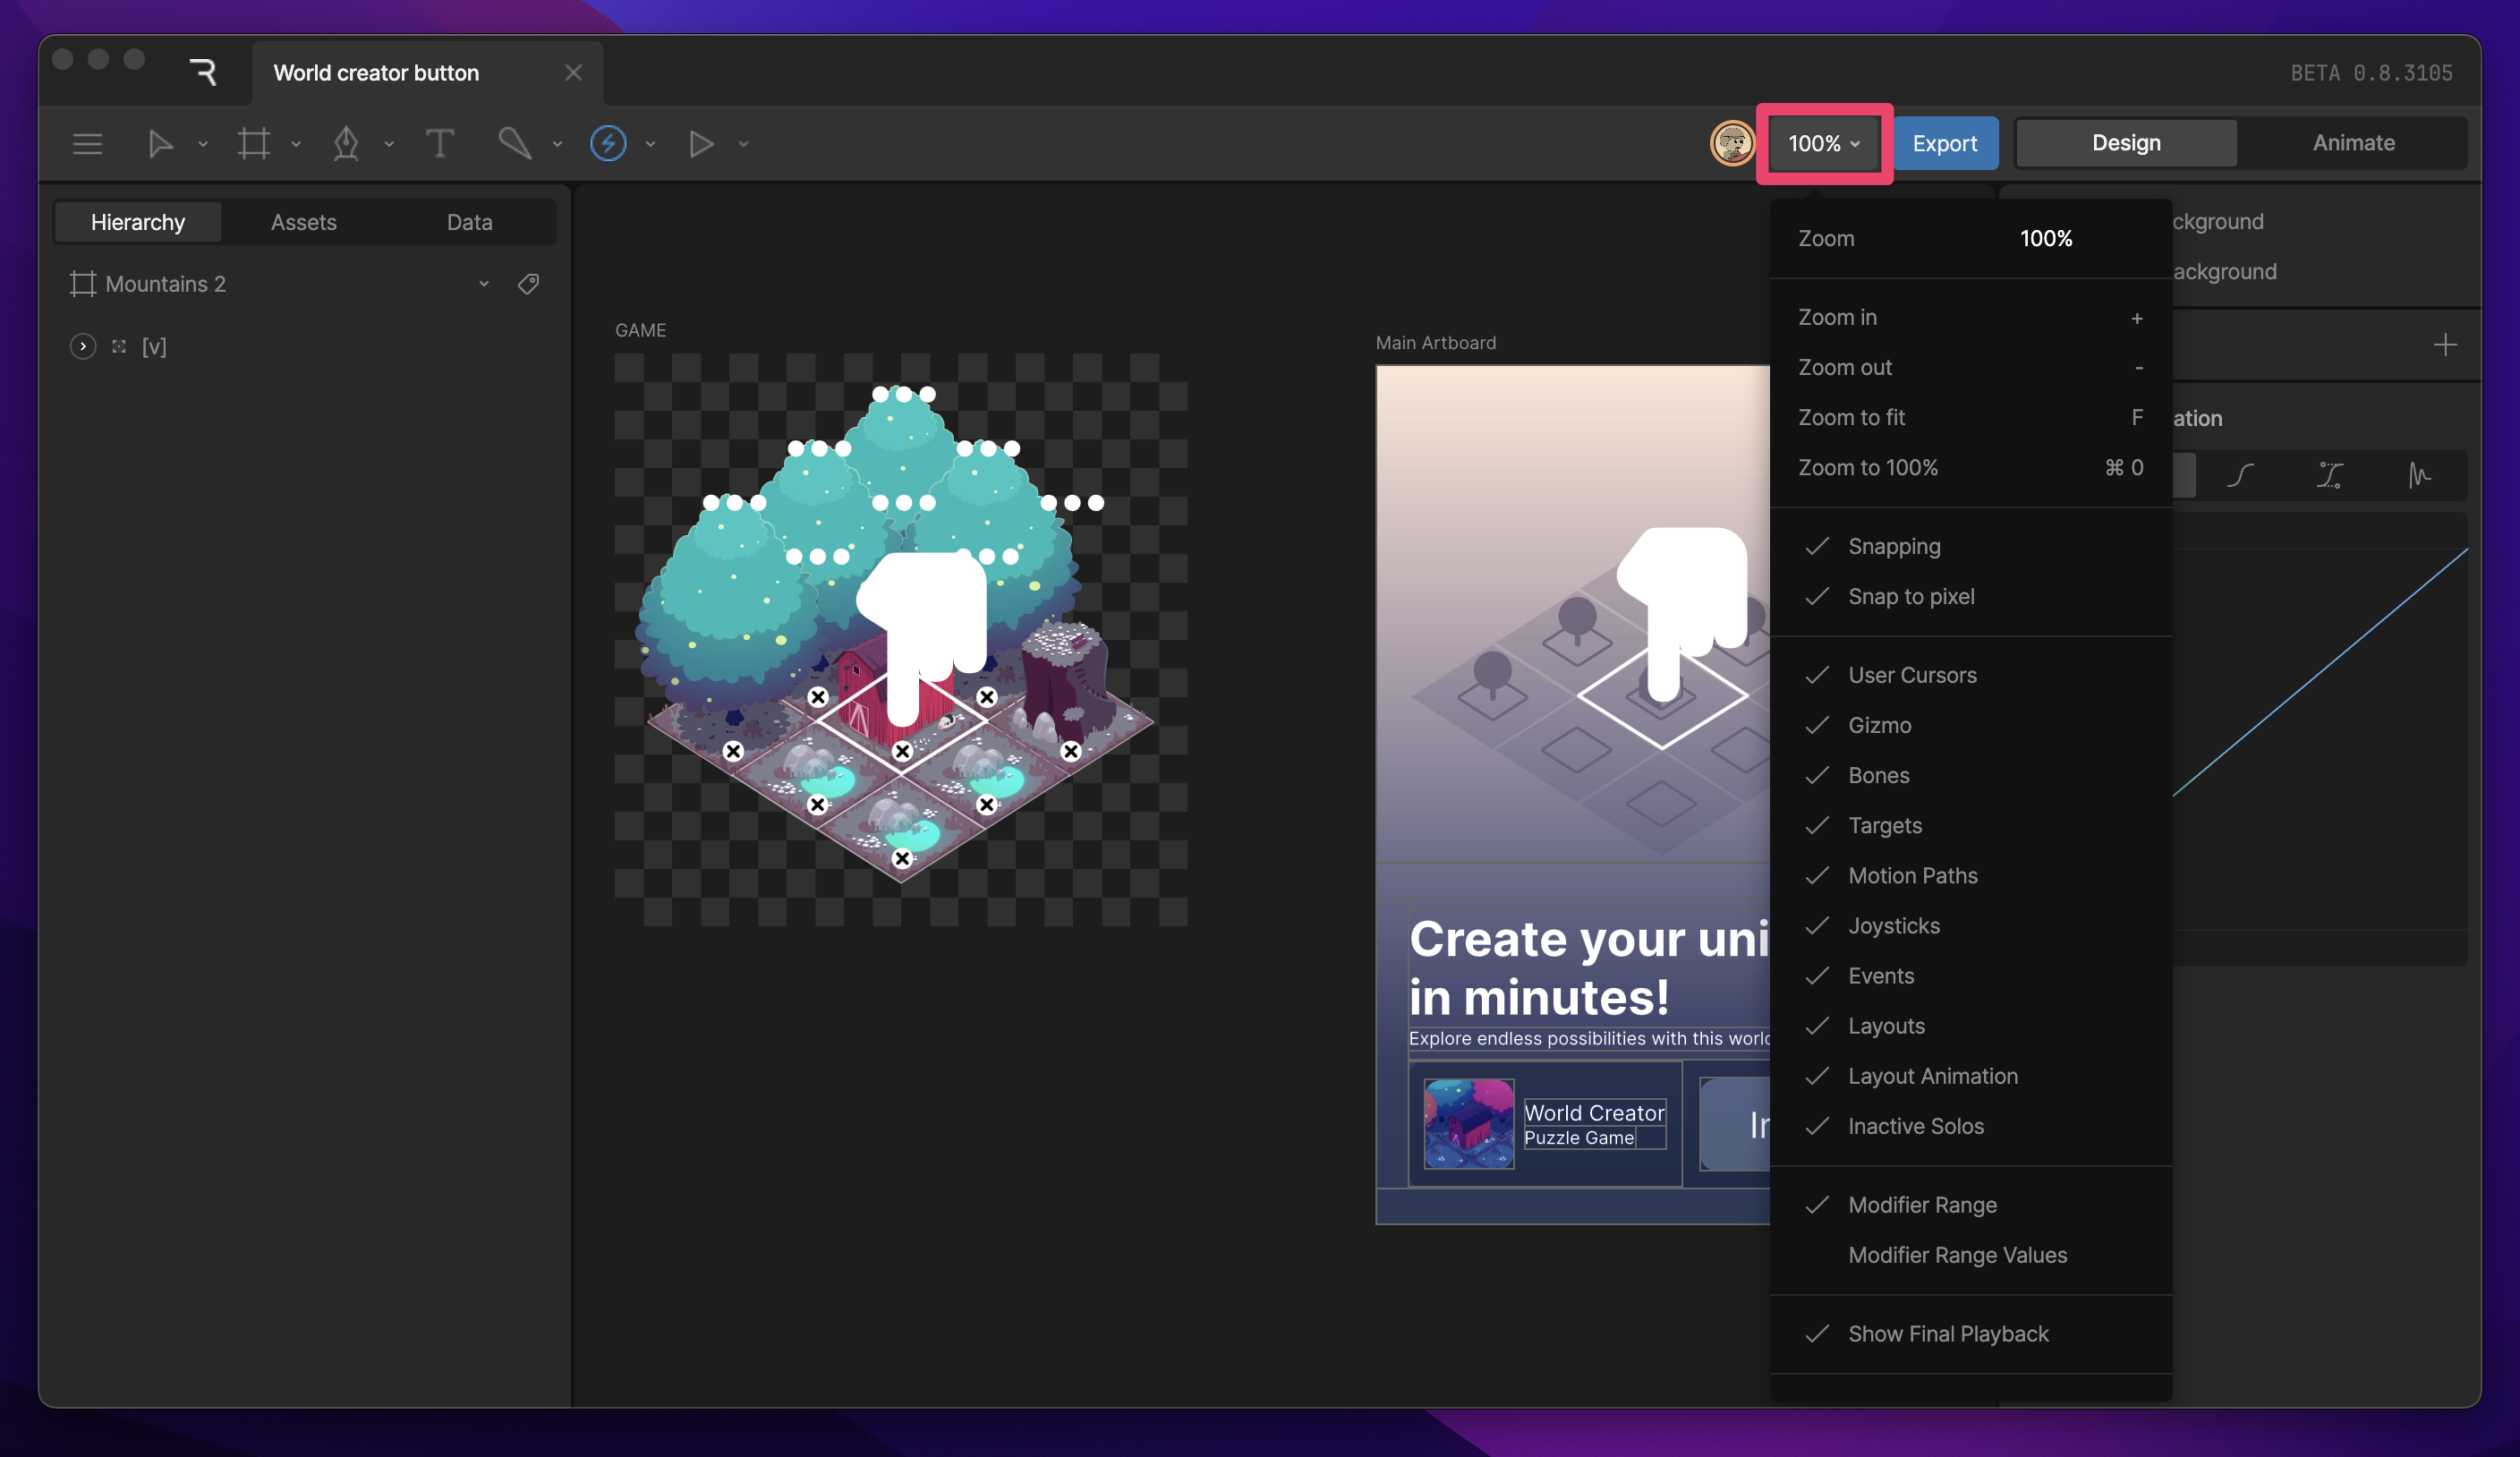 World creator button
BETA 0.8.3105
100%
Export
Design
Animate
Hierarchy
Assets
Data
Mountains 2
[v]
GAME
Main Artboard
Create your uni
in minutes!
Explore endless possibilities with this worl
World Creator
Puzzle Game
In
Zoom 100%
Zoom in +
Zoom out -
Zoom to fit F
Zoom to 100% ⌘ 0
Snapping
Snap to pixel
User Cursors
Gizmo
Bones
Targets
Motion Paths
Joysticks
Events
Layouts
Layout Animation
Inactive Solos
Modifier Range
Modifier Range Values
Show Final Playback
ckground
ackground
ation